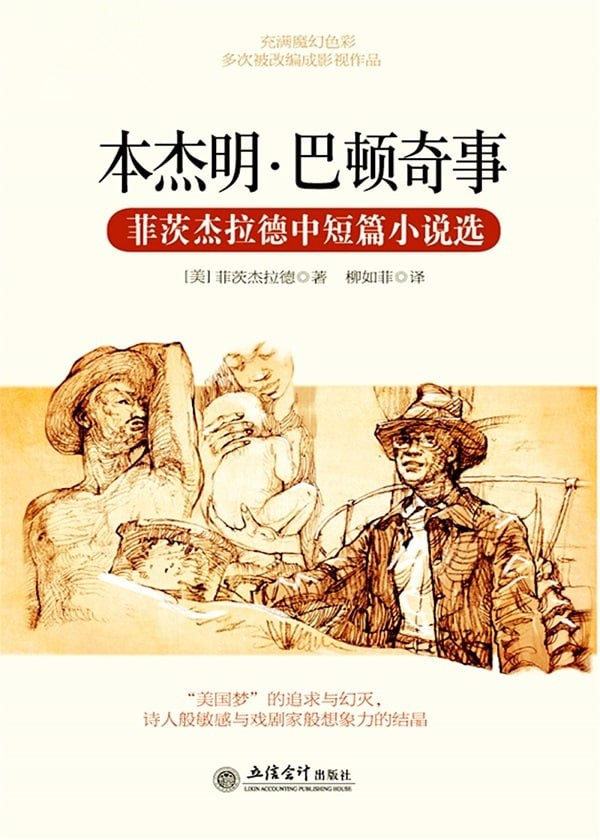 充满魔幻色彩
多次被改编成影视作品
本杰明·巴顿奇事
菲茨杰拉德中短篇小说选
[美]菲茨杰拉德◎著 柳如菲◎译
“美国梦”的追求与幻灭，
诗人般敏感与戏剧家般想象力的结晶
立信会计出版社
LIXIN ACCOUNTING PUBLISHING HOUSE